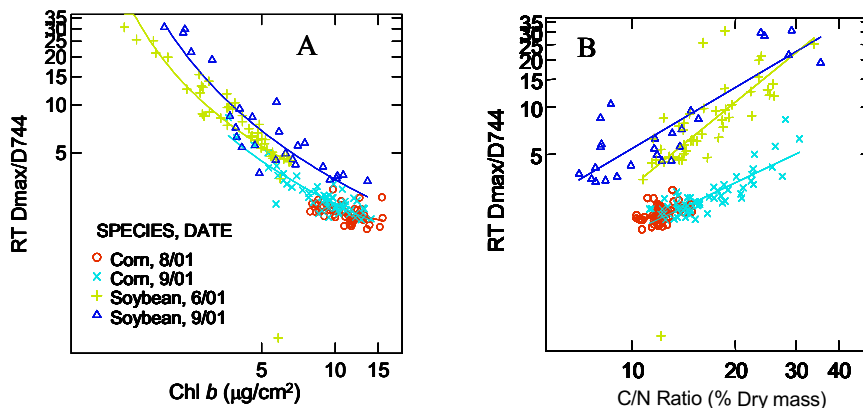 A
35
30
25
20
15
10
5
RT Dmax/D744
SPECIES, DATE
Corn, 8/01
Corn, 9/01
Soybean, 6/01
Soybean, 9/01
5 10 15
Chl b (μg/cm²)
B
35
30
25
20
15
10
5
RT Dmax/D744
10 20 30 40
C/N Ratio (% Dry mass)